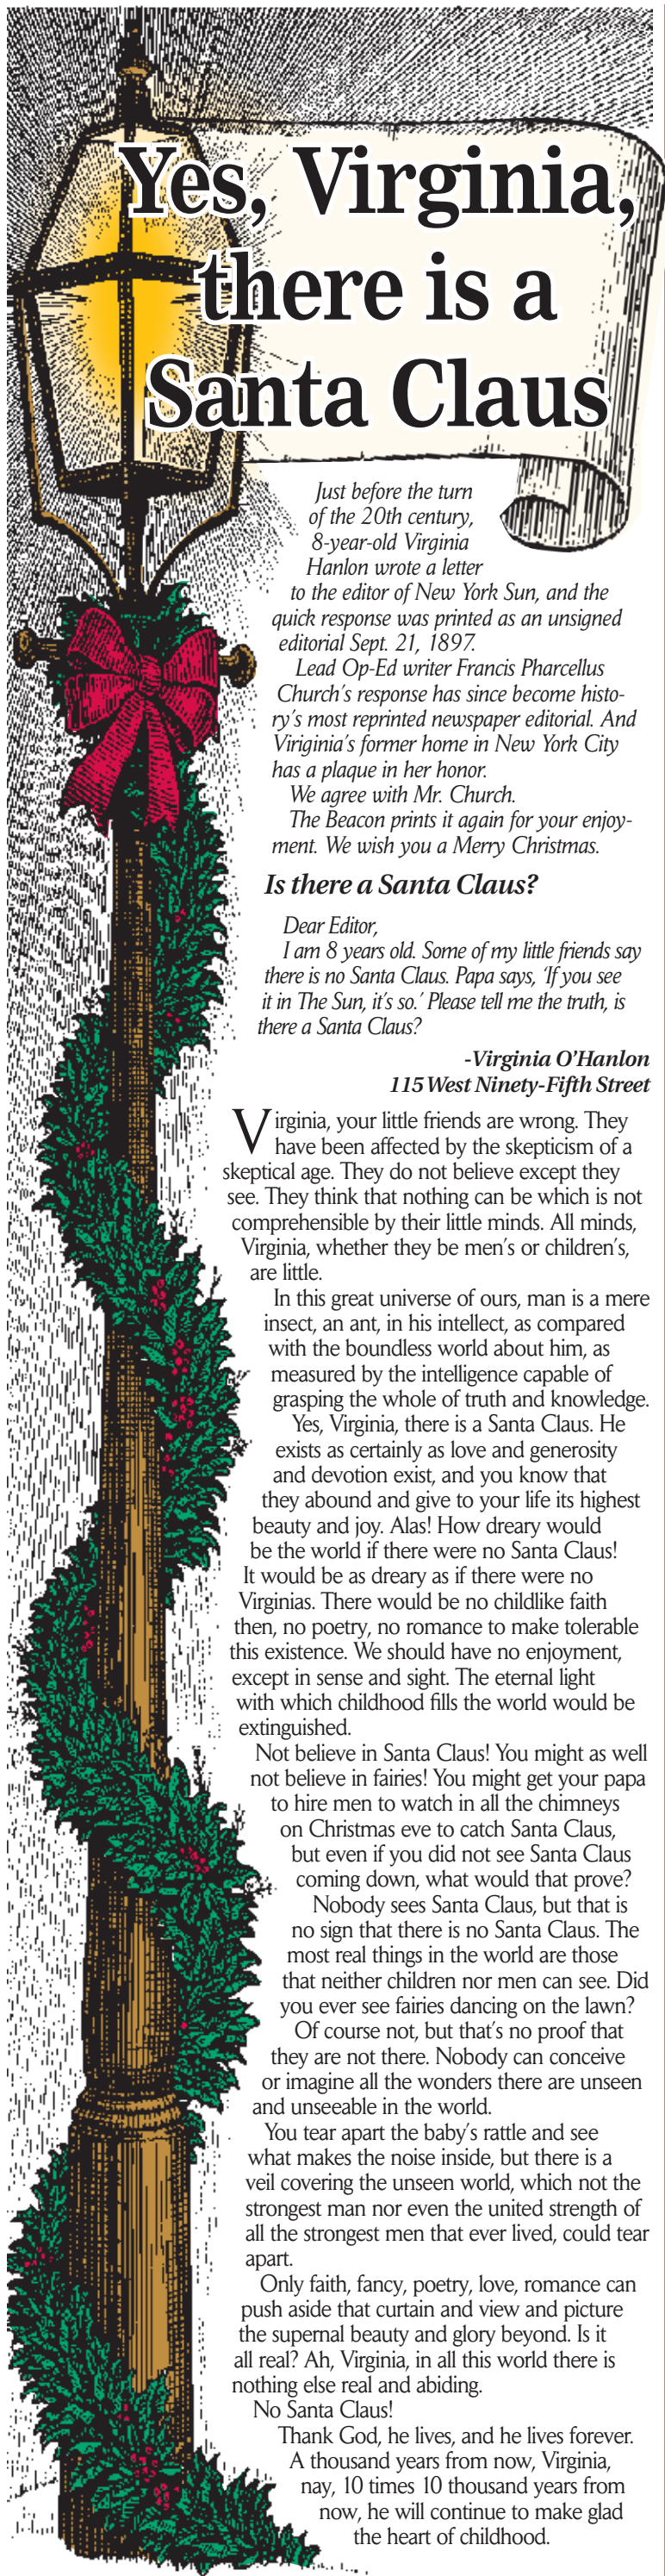 Yes, Virginia,
there is a
Santa Claus
Just before the turn
of the 20th century,
8-year-old Virginia
Hanlon wrote a letter
to the editor of New York Sun, and the
quick response was printed as an unsigned
editorial Sept. 21, 1897.
Lead Op-Ed writer Francis Pharcellus
Church's response has since become histo-
ry's most reprinted newspaper editorial. And
Viriginia's former home in New York City
has a plaque in her honor.
We agree with Mr. Church.
The Beacon prints it again for your enjoy-
ment. We wish you a Merry Christmas.
Is there a Santa Claus?
Dear Editor,
I am 8 years old. Some of my little friends say
there is no Santa Claus. Papa says, 'If you see
it in The Sun, it's so.' Please tell me the truth, is
there a Santa Claus?
-Virginia O'Hanlon
115 West Ninety-Fifth Street
Virginia, your little friends are wrong. They
have been affected by the skepticism of a
skeptical age. They do not believe except they
see. They think that nothing can be which is not
comprehensible by their little minds. All minds,
Virginia, whether they be men's or children's,
are little.
In this great universe of ours, man is a mere
insect, an ant, in his intellect, as compared
with the boundless world about him, as
measured by the intelligence capable of
grasping the whole of truth and knowledge.
Yes, Virginia, there is a Santa Claus. He
exists as certainly as love and generosity
and devotion exist, and you know that
they abound and give to your life its highest
beauty and joy. Alas! How dreary would
be the world if there were no Santa Claus!
It would be as dreary as if there were no
Virginias. There would be no childlike faith
then, no poetry, no romance to make tolerable
this existence. We should have no enjoyment,
except in sense and sight. The eternal light
with which childhood fills the world would be
extinguished.
Not believe in Santa Claus! You might as well
not believe in fairies! You might get your papa
to hire men to watch in all the chimneys
on Christmas eve to catch Santa Claus,
but even if you did not see Santa Claus
coming down, what would that prove?
Nobody sees Santa Claus, but that is
no sign that there is no Santa Claus. The
most real things in the world are those
that neither children nor men can see. Did
you ever see fairies dancing on the lawn?
Of course not, but that's no proof that
they are not there. Nobody can conceive
or imagine all the wonders there are unseen
and unseeable in the world.
You tear apart the baby's rattle and see
what makes the noise inside, but there is a
veil covering the unseen world, which not the
strongest man nor even the united strength of
all the strongest men that ever lived, could tear
apart.
Only faith, fancy, poetry, love, romance can
push aside that curtain and view and picture
the supernal beauty and glory beyond. Is it
all real? Ah, Virginia, in all this world there is
nothing else real and abiding.
No Santa Claus!
Thank God, he lives, and he lives forever.
A thousand years from now, Virginia,
nay, 10 times 10 thousand years from
now, he will continue to make glad
the heart of childhood.